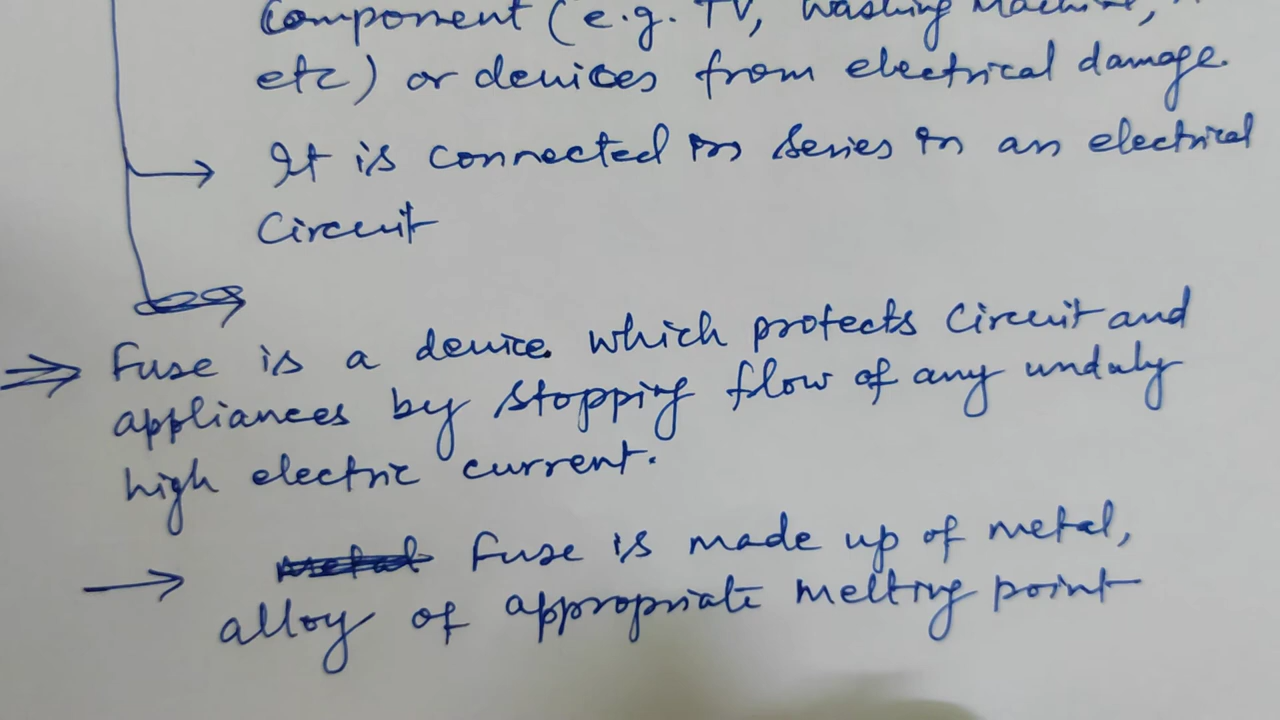 Component (e.g. TV, Washing Machine,
etc) or devices from electrical damage.
It is connected in series in an electrical
Circuit
Fuse is a device which protects Circuit and
appliances by stopping flow of any unduly
high electric current.
Metal Fuse is made up of metal,
alloy of appropriate melting point